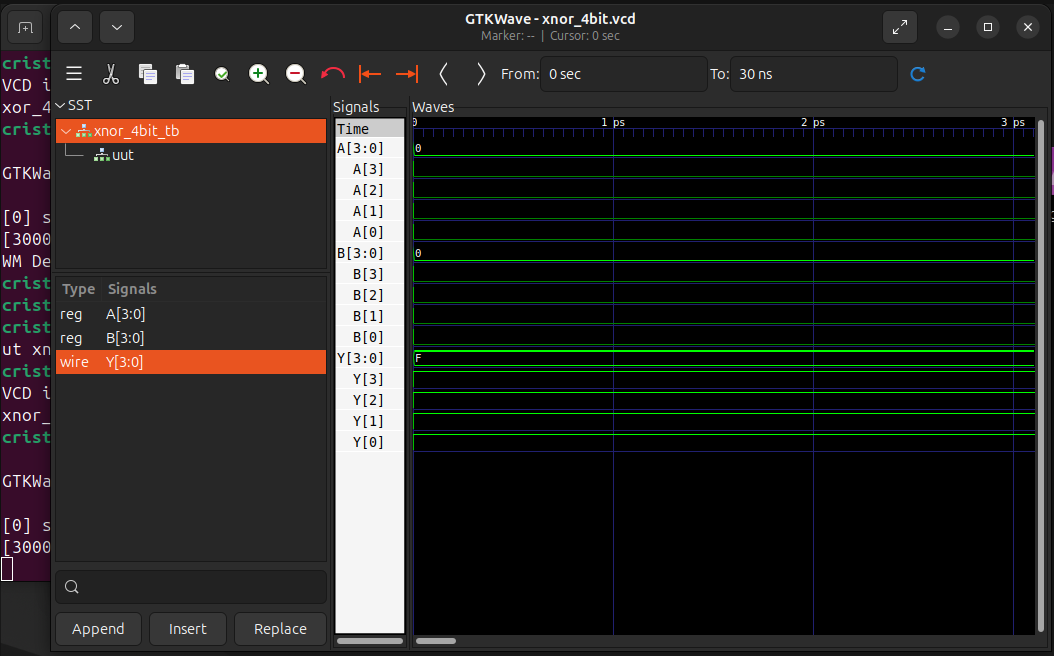 GTKWave - xnor_4bit.vcd
Marker: -- | Cursor: 0 sec
From: 0 sec To: 30 ns
SST
xnor_4bit_tb
uut
Type Signals
reg A[3:0]
reg B[3:0]
wire Y[3:0]
Append Insert Replace
Signals
Time
A[3:0]
A[3]
A[2]
A[1]
A[0]
B[3:0]
B[3]
B[2]
B[1]
B[0]
Y[3:0]
Y[3]
Y[2]
Y[1]
Y[0]
Waves
0 1 ps 2 ps 3 ps
0
0
F
crist
VCD i
xor_4
crist
GTKWa
[0] s
[3000
WM De
crist
crist
crist
ut xn
crist
VCD i
xnor_
crist
GTKWa
[0] s
[3000